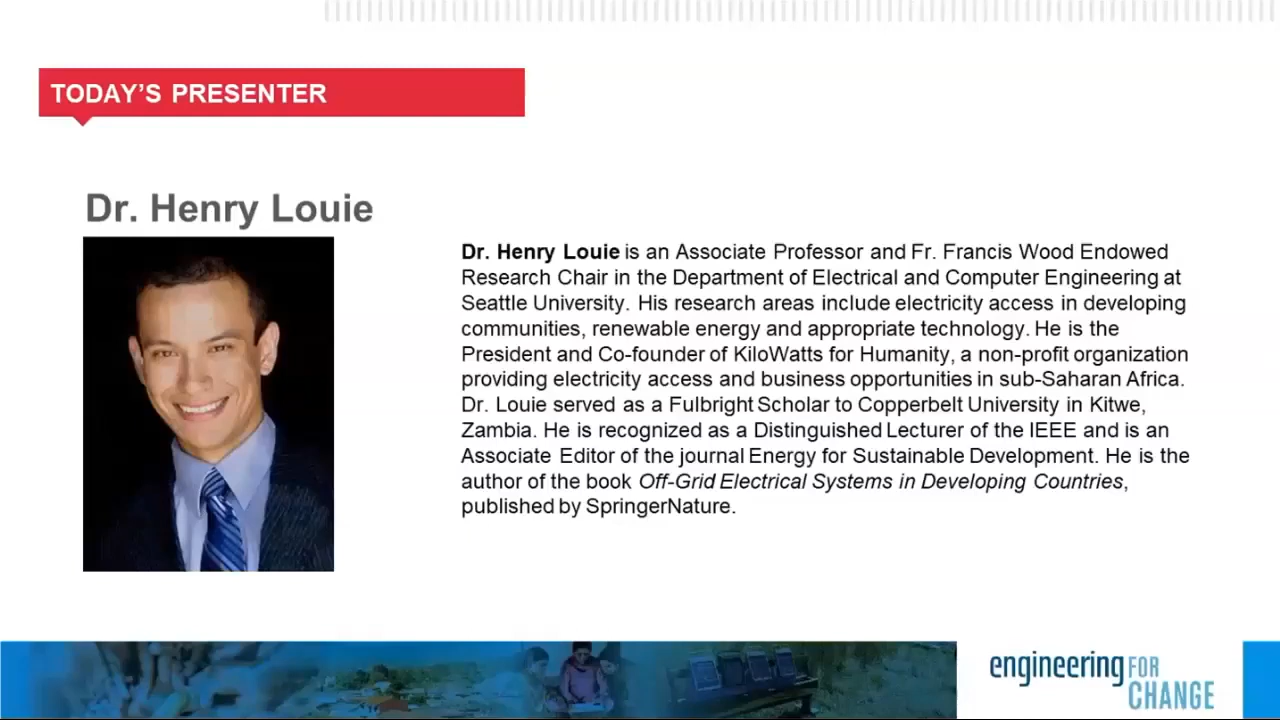 TODAY'S PRESENTER
Dr. Henry Louie
Dr. Henry Louie is an Associate Professor and Fr. Francis Wood Endowed
Research Chair in the Department of Electrical and Computer Engineering at
Seattle University. His research areas include electricity access in developing
communities, renewable energy and appropriate technology. He is the
President and Co-founder of KiloWatts for Humanity, a non-profit organization
providing electricity access and business opportunities in sub-Saharan Africa.
Dr. Louie served as a Fulbright Scholar to Copperbelt University in Kitwe,
Zambia. He is recognized as a Distinguished Lecturer of the IEEE and is an
Associate Editor of the journal Energy for Sustainable Development. He is the
author of the book Off-Grid Electrical Systems in Developing Countries,
published by SpringerNature.
engineering FOR
CHANGE